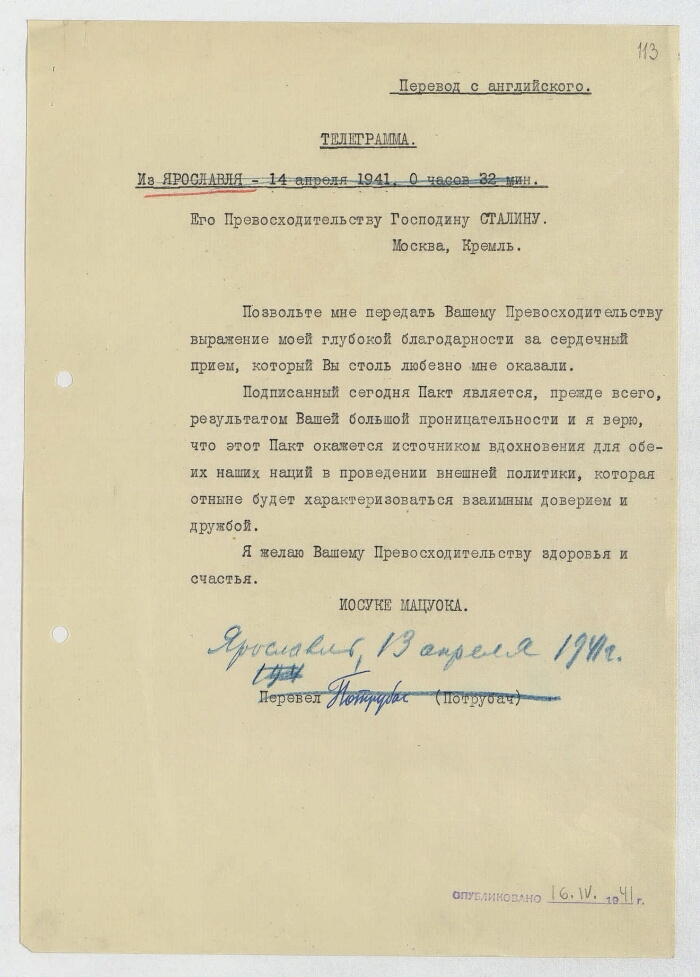 113
Перевод с английского.
ТЕЛЕГРАММА.
Из ЯРОСЛАВЛЯ - 14 апреля 1941. 0 часов 32 мин.
Его Превосходительству Господину СТАЛИНУ.
Москва, Кремль.
Позвольте мне передать Вашему Превосходительству
выражение моей глубокой благодарности за сердечный
прием, который Вы столь любезно мне оказали.
Подписанный сегодня Пакт является, прежде всего,
результатом Вашей большой проницательности и я верю,
что этот Пакт окажется источником вдохновения для обе-
их наших наций в проведении внешней политики, которая
отныне будет характеризоваться взаимным доверием и
дружбой.
Я желаю Вашему Превосходительству здоровья и
счастья.
ИОСУКЕ МАЦУОКА.
Ярославль, 13 апреля 1941г.
194
Перевел Потрубач (Потрубач)
ОПУБЛИКОВАНО 16.IV. 1941 г.